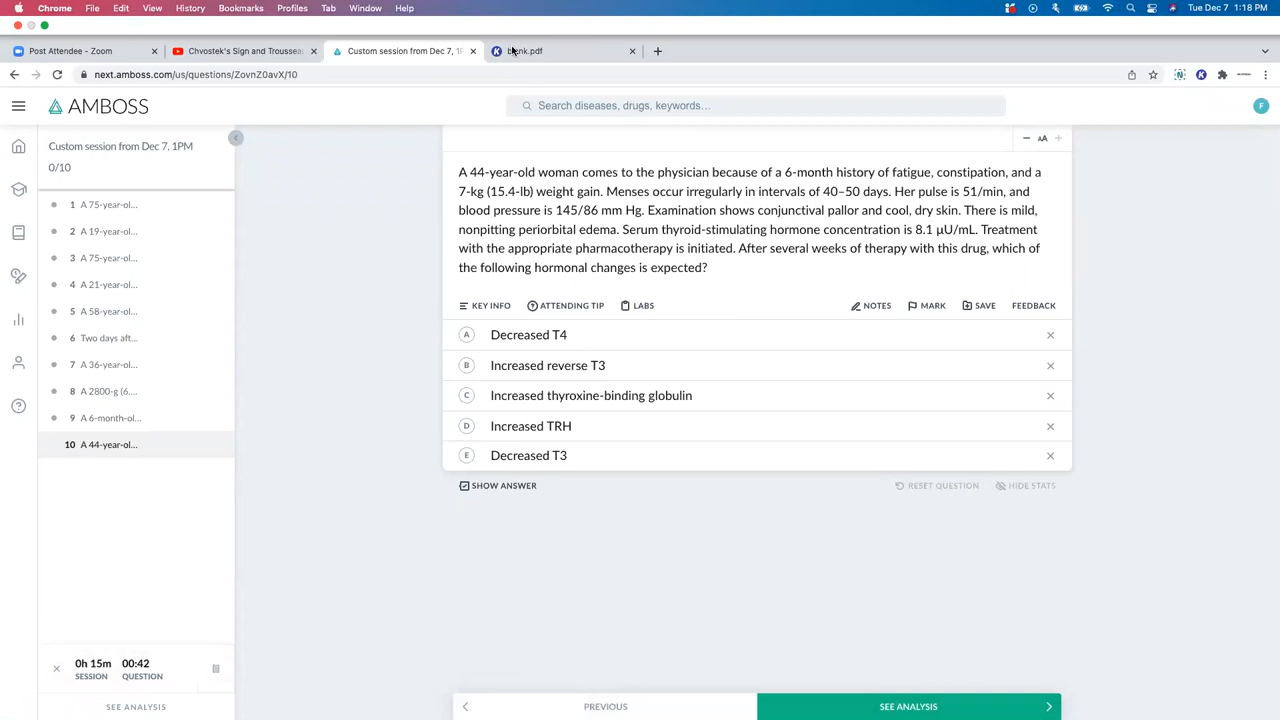 Chrome File Edit View History Bookmarks Profiles Tab Window Help Tue Dec 7 1:18 PM
Post Attendee - Zoom Chvostek's Sign and Troussea Custom session from Dec 7, 1P
next.amboss.com/us/questions/ZovnZ0avX/10
AMBOSS
Search diseases, drugs, keywords…
F
Custom session from Dec 7, 1PM
0/10
1 A 75-year-ol...
2 A 19-year-ol...
3 A 75-year-ol...
4 A 21-year-ol...
5 A 58-year-ol...
6 Two days aft...
7 A 36-year-ol...
8 A 2800-g (6....
9 A 6-month-ol...
10 A 44-year-ol...
0h 15m 00:42
SESSION QUESTION
SEE ANALYSIS
AA
A 44-year-old woman comes to the physician because of a 6-month history of fatigue, constipation, and a
7-kg (15.4-lb) weight gain. Menses occur irregularly in intervals of 40–50 days. Her pulse is 51/min, and
blood pressure is 145/86 mm Hg. Examination shows conjunctival pallor and cool, dry skin. There is mild,
nonpitting periorbital edema. Serum thyroid-stimulating hormone concentration is 8.1 μU/mL. Treatment
with the appropriate pharmacotherapy is initiated. After several weeks of therapy with this drug, which of
the following hormonal changes is expected?
KEY INFO ATTENDING TIP LABS NOTES MARK SAVE FEEDBACK
A Decreased T4
B Increased reverse T3
C Increased thyroxine-binding globulin
D Increased TRH
E Decreased T3
SHOW ANSWER RESET QUESTION HIDE STATS
PREVIOUS SEE ANALYSIS